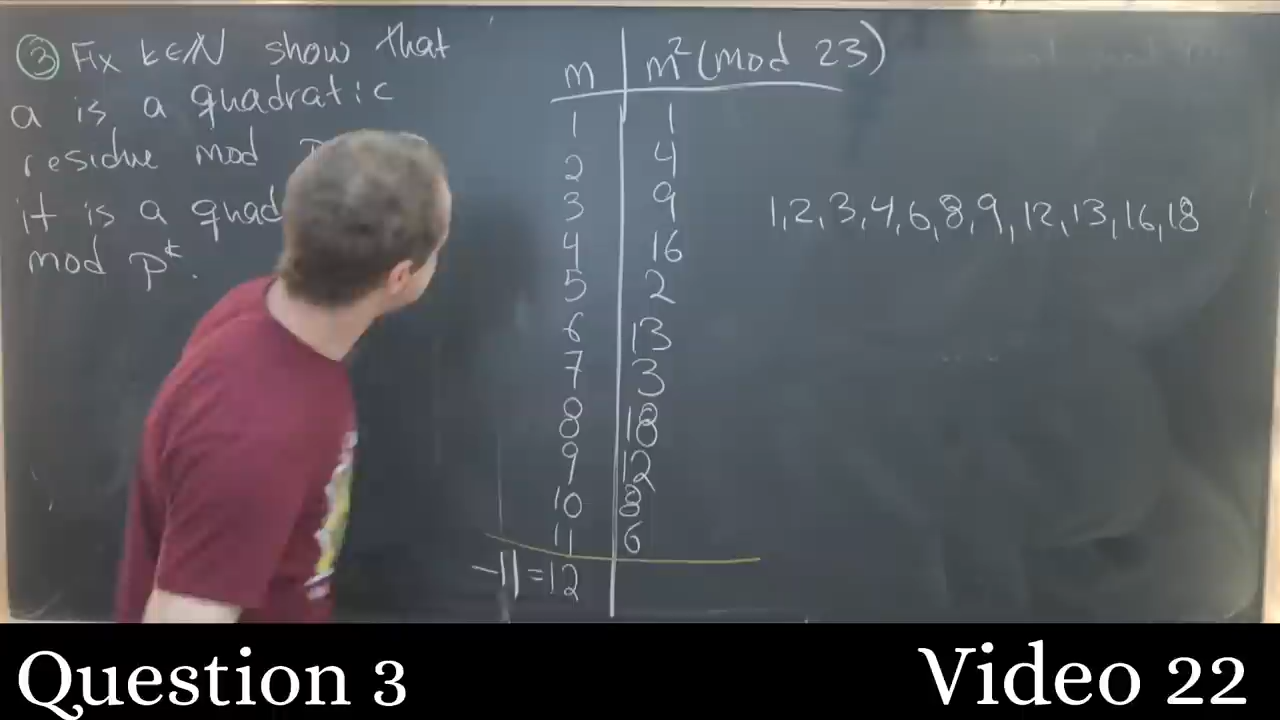 ③ Fix k∈ℕ show that
a is a quadratic
residue mod
it is a quad
mod p^k.
m | m² (mod 23)
1 | 1
2 | 4
3 | 9
4 | 16
5 | 2
6 | 13
7 | 3
8 | 18
9 | 12
10 | 8
11 | 6
-11=12
1,2,3,4,6,8,9,12,13,16,18
Question 3
Video 22